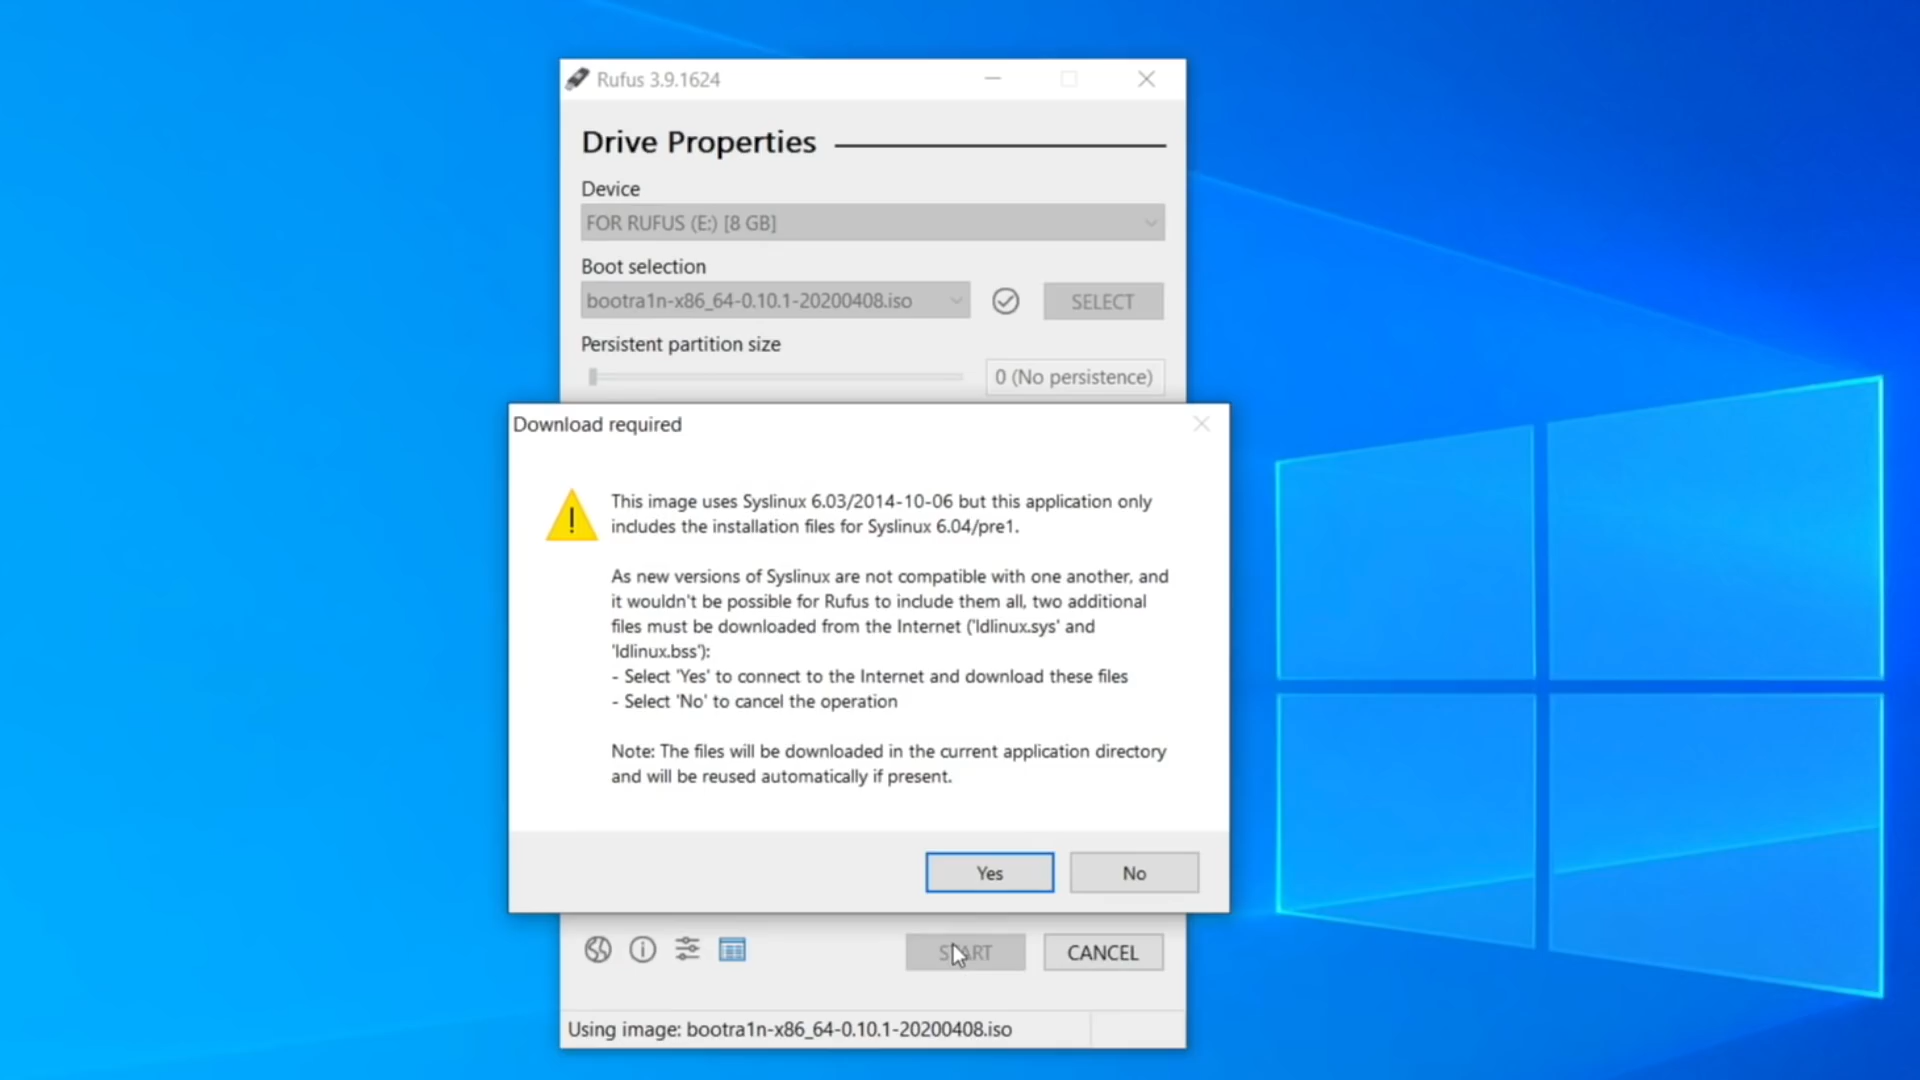 Rufus 3.9.1624
Drive Properties
Device
FOR RUFUS (E:) [8 GB]
Boot selection
bootra1n-x86_64-0.10.1-20200408.iso
SELECT
Persistent partition size
0 (No persistence)
Download required
This image uses Syslinux 6.03/2014-10-06 but this application only
includes the installation files for Syslinux 6.04/pre1.
As new versions of Syslinux are not compatible with one another, and
it wouldn't be possible for Rufus to include them all, two additional
files must be downloaded from the Internet ('ldlinux.sys' and
'ldlinux.bss'):
- Select 'Yes' to connect to the Internet and download these files
- Select 'No' to cancel the operation
Note: The files will be downloaded in the current application directory
and will be reused automatically if present.
Yes
No
START
CANCEL
Using image: bootra1n-x86_64-0.10.1-20200408.iso